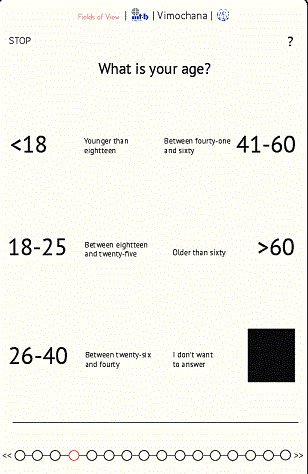 Fields of View | int-b | Vimochana |
STOP ?
What is your age?
<18 Younger than
eighteen
Between forty-one
and sixty 41-60
18-25 Between eighteen
and twenty-five
Older than sixty >60
26-40 Between twenty-six
and fourty
I don't want
to answer
<< >>